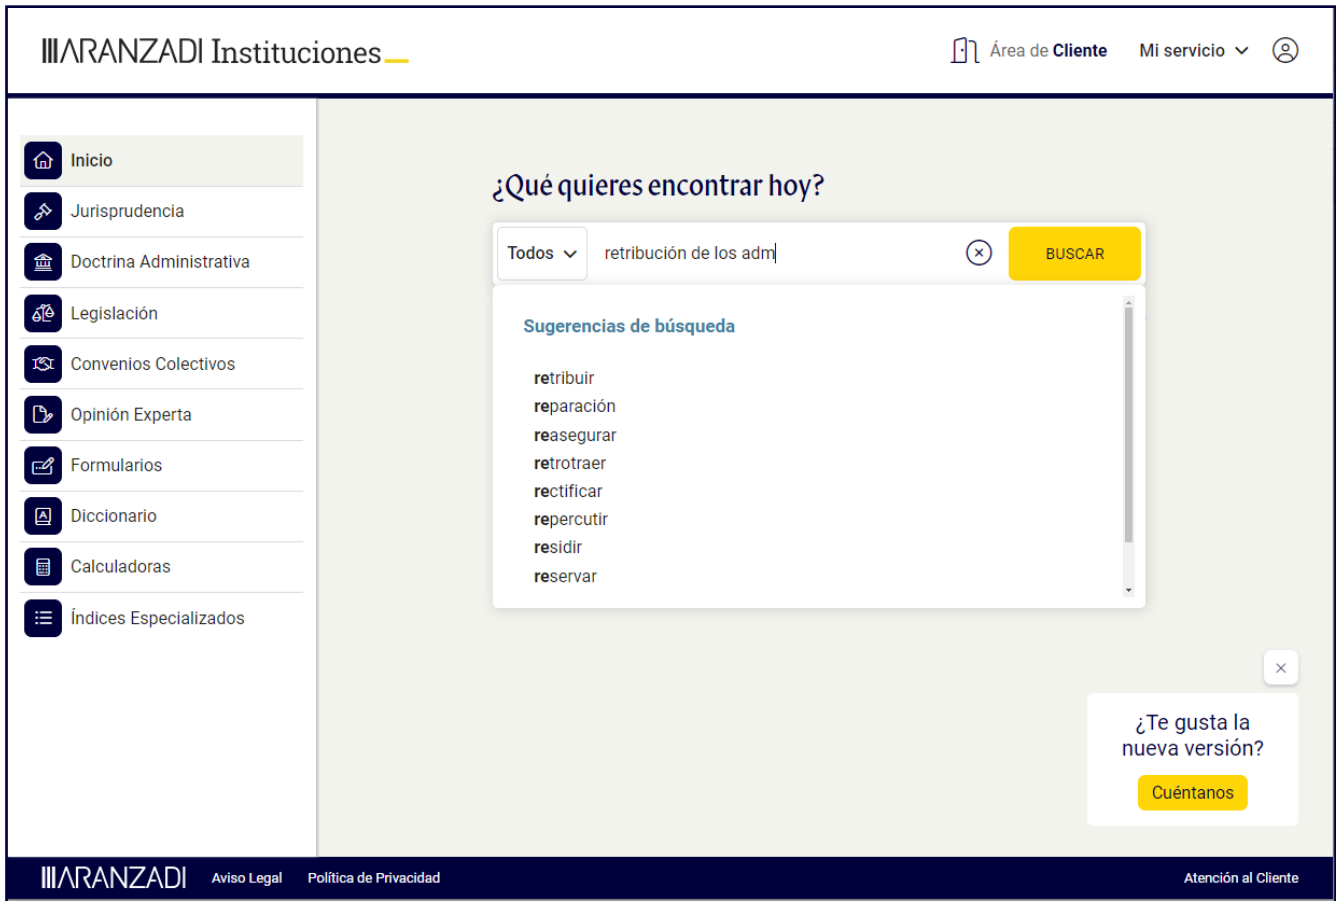 ARANZADI Instituciones
Área de Cliente
Mi servicio
Inicio
Jurisprudencia
Doctrina Administrativa
Legislación
Convenios Colectivos
Opinión Experta
Formularios
Diccionario
Calculadoras
Índices Especializados
¿Qué quieres encontrar hoy?
Todos retribución de los adm BUSCAR
Sugerencias de búsqueda
retribuir
reparación
reasegurar
retrotraer
rectificar
repercutir
residir
reservar
¿Te gusta la
nueva versión?
Cuéntanos
ARANZADI Aviso Legal Política de Privacidad Atención al Cliente